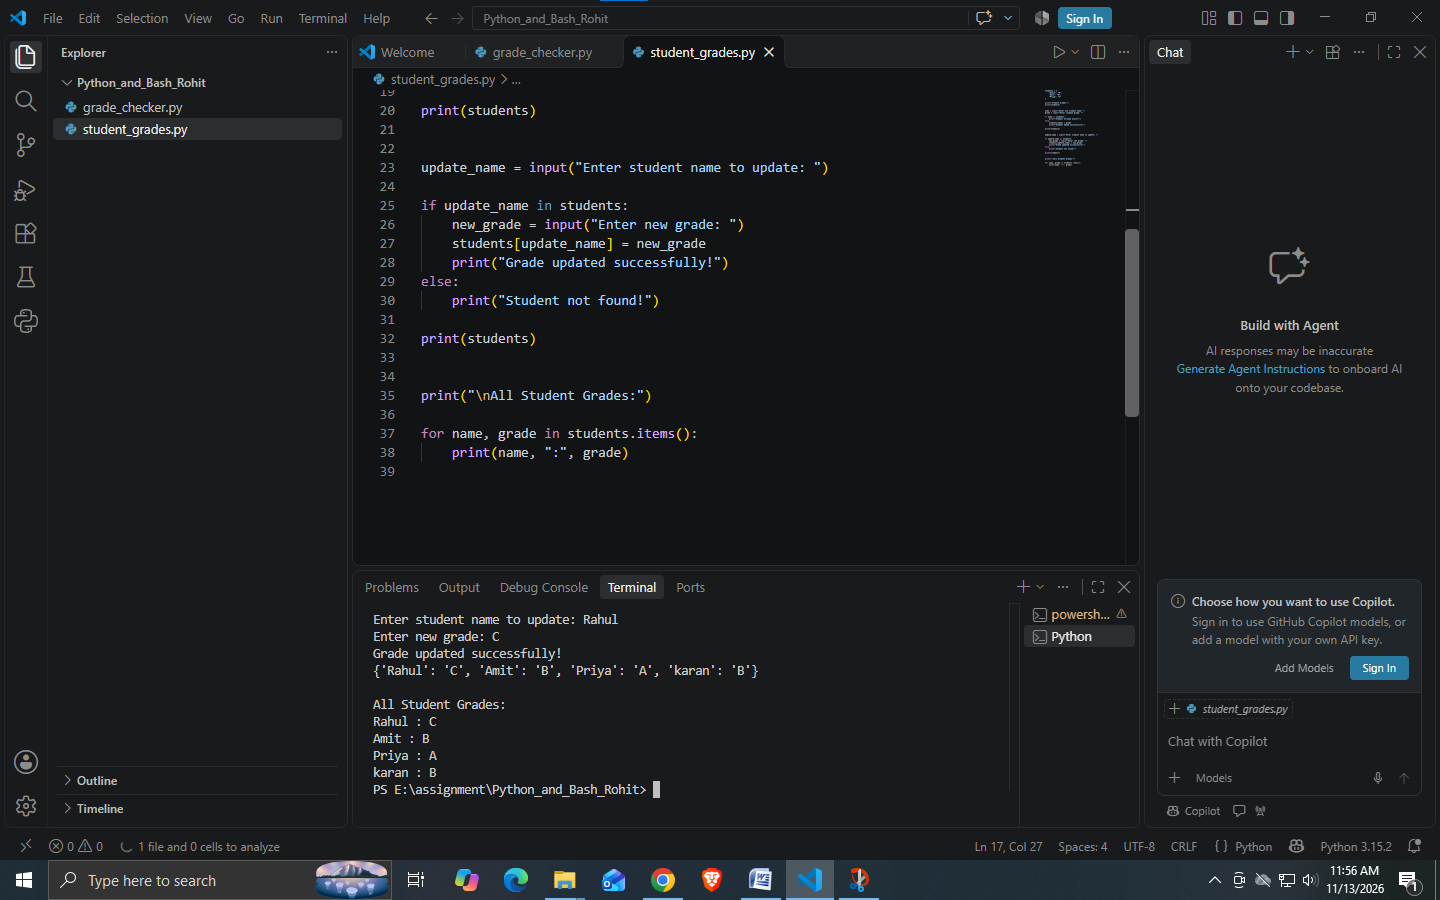 File Edit Selection View Go Run Terminal Help
Python_and_Bash_Rohit
Sign In
Explorer
Python_and_Bash_Rohit
grade_checker.py
student_grades.py
Outline
Timeline
Welcome
grade_checker.py
student_grades.py
student_grades.py > ...
19
20 print(students)
21
22
23 update_name = input("Enter student name to update: ")
24
25 if update_name in students:
26     new_grade = input("Enter new grade: ")
27     students[update_name] = new_grade
28     print("Grade updated successfully!")
29 else:
30     print("Student not found!")
31
32 print(students)
33
34
35 print("\nAll Student Grades:")
36
37 for name, grade in students.items():
38     print(name, ":", grade)
39
Problems Output Debug Console Terminal Ports
Enter student name to update: Rahul
Enter new grade: C
Grade updated successfully!
{'Rahul': 'C', 'Amit': 'B', 'Priya': 'A', 'karan': 'B'}
All Student Grades:
Rahul : C
Amit : B
Priya : A
karan : B
PS E:\assignment\Python_and_Bash_Rohit>
powersh...
Python
Chat
Build with Agent
AI responses may be inaccurate
Generate Agent Instructions to onboard AI
onto your codebase.
Choose how you want to use Copilot.
Sign in to use GitHub Copilot models, or
add a model with your own API key.
Add Models
Sign In
student_grades.py
Chat with Copilot
Models
Copilot
0 0
1 file and 0 cells to analyze
Ln 17, Col 27
Spaces: 4
UTF-8
CRLF
{ } Python
Python 3.15.2
Type here to search
11:56 AM
11/13/2026
1